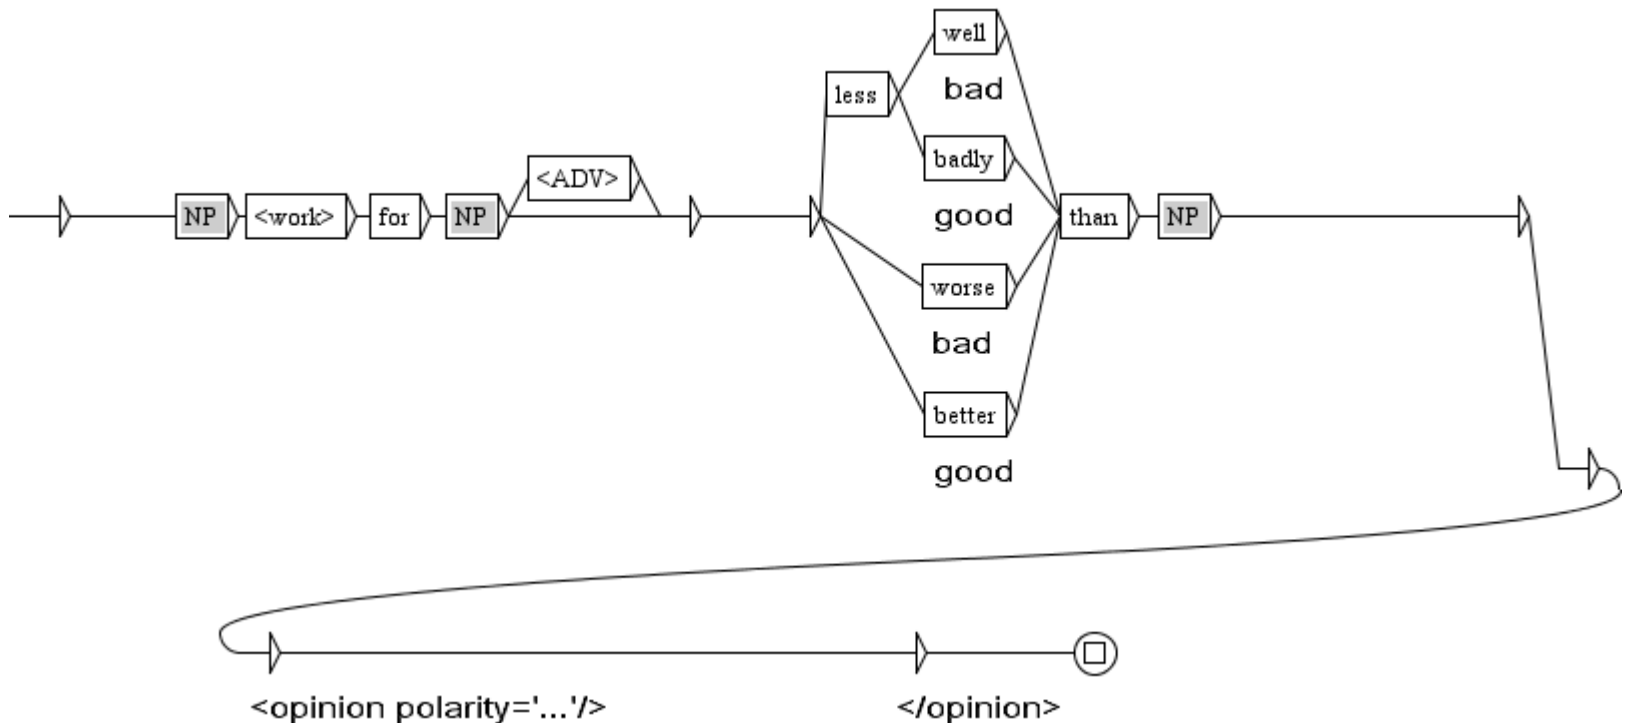 well
less
bad
badly
<ADV>
NP <work> for NP
than NP
good
worse
bad
better
good
<opinion polarity='...'/> </opinion>